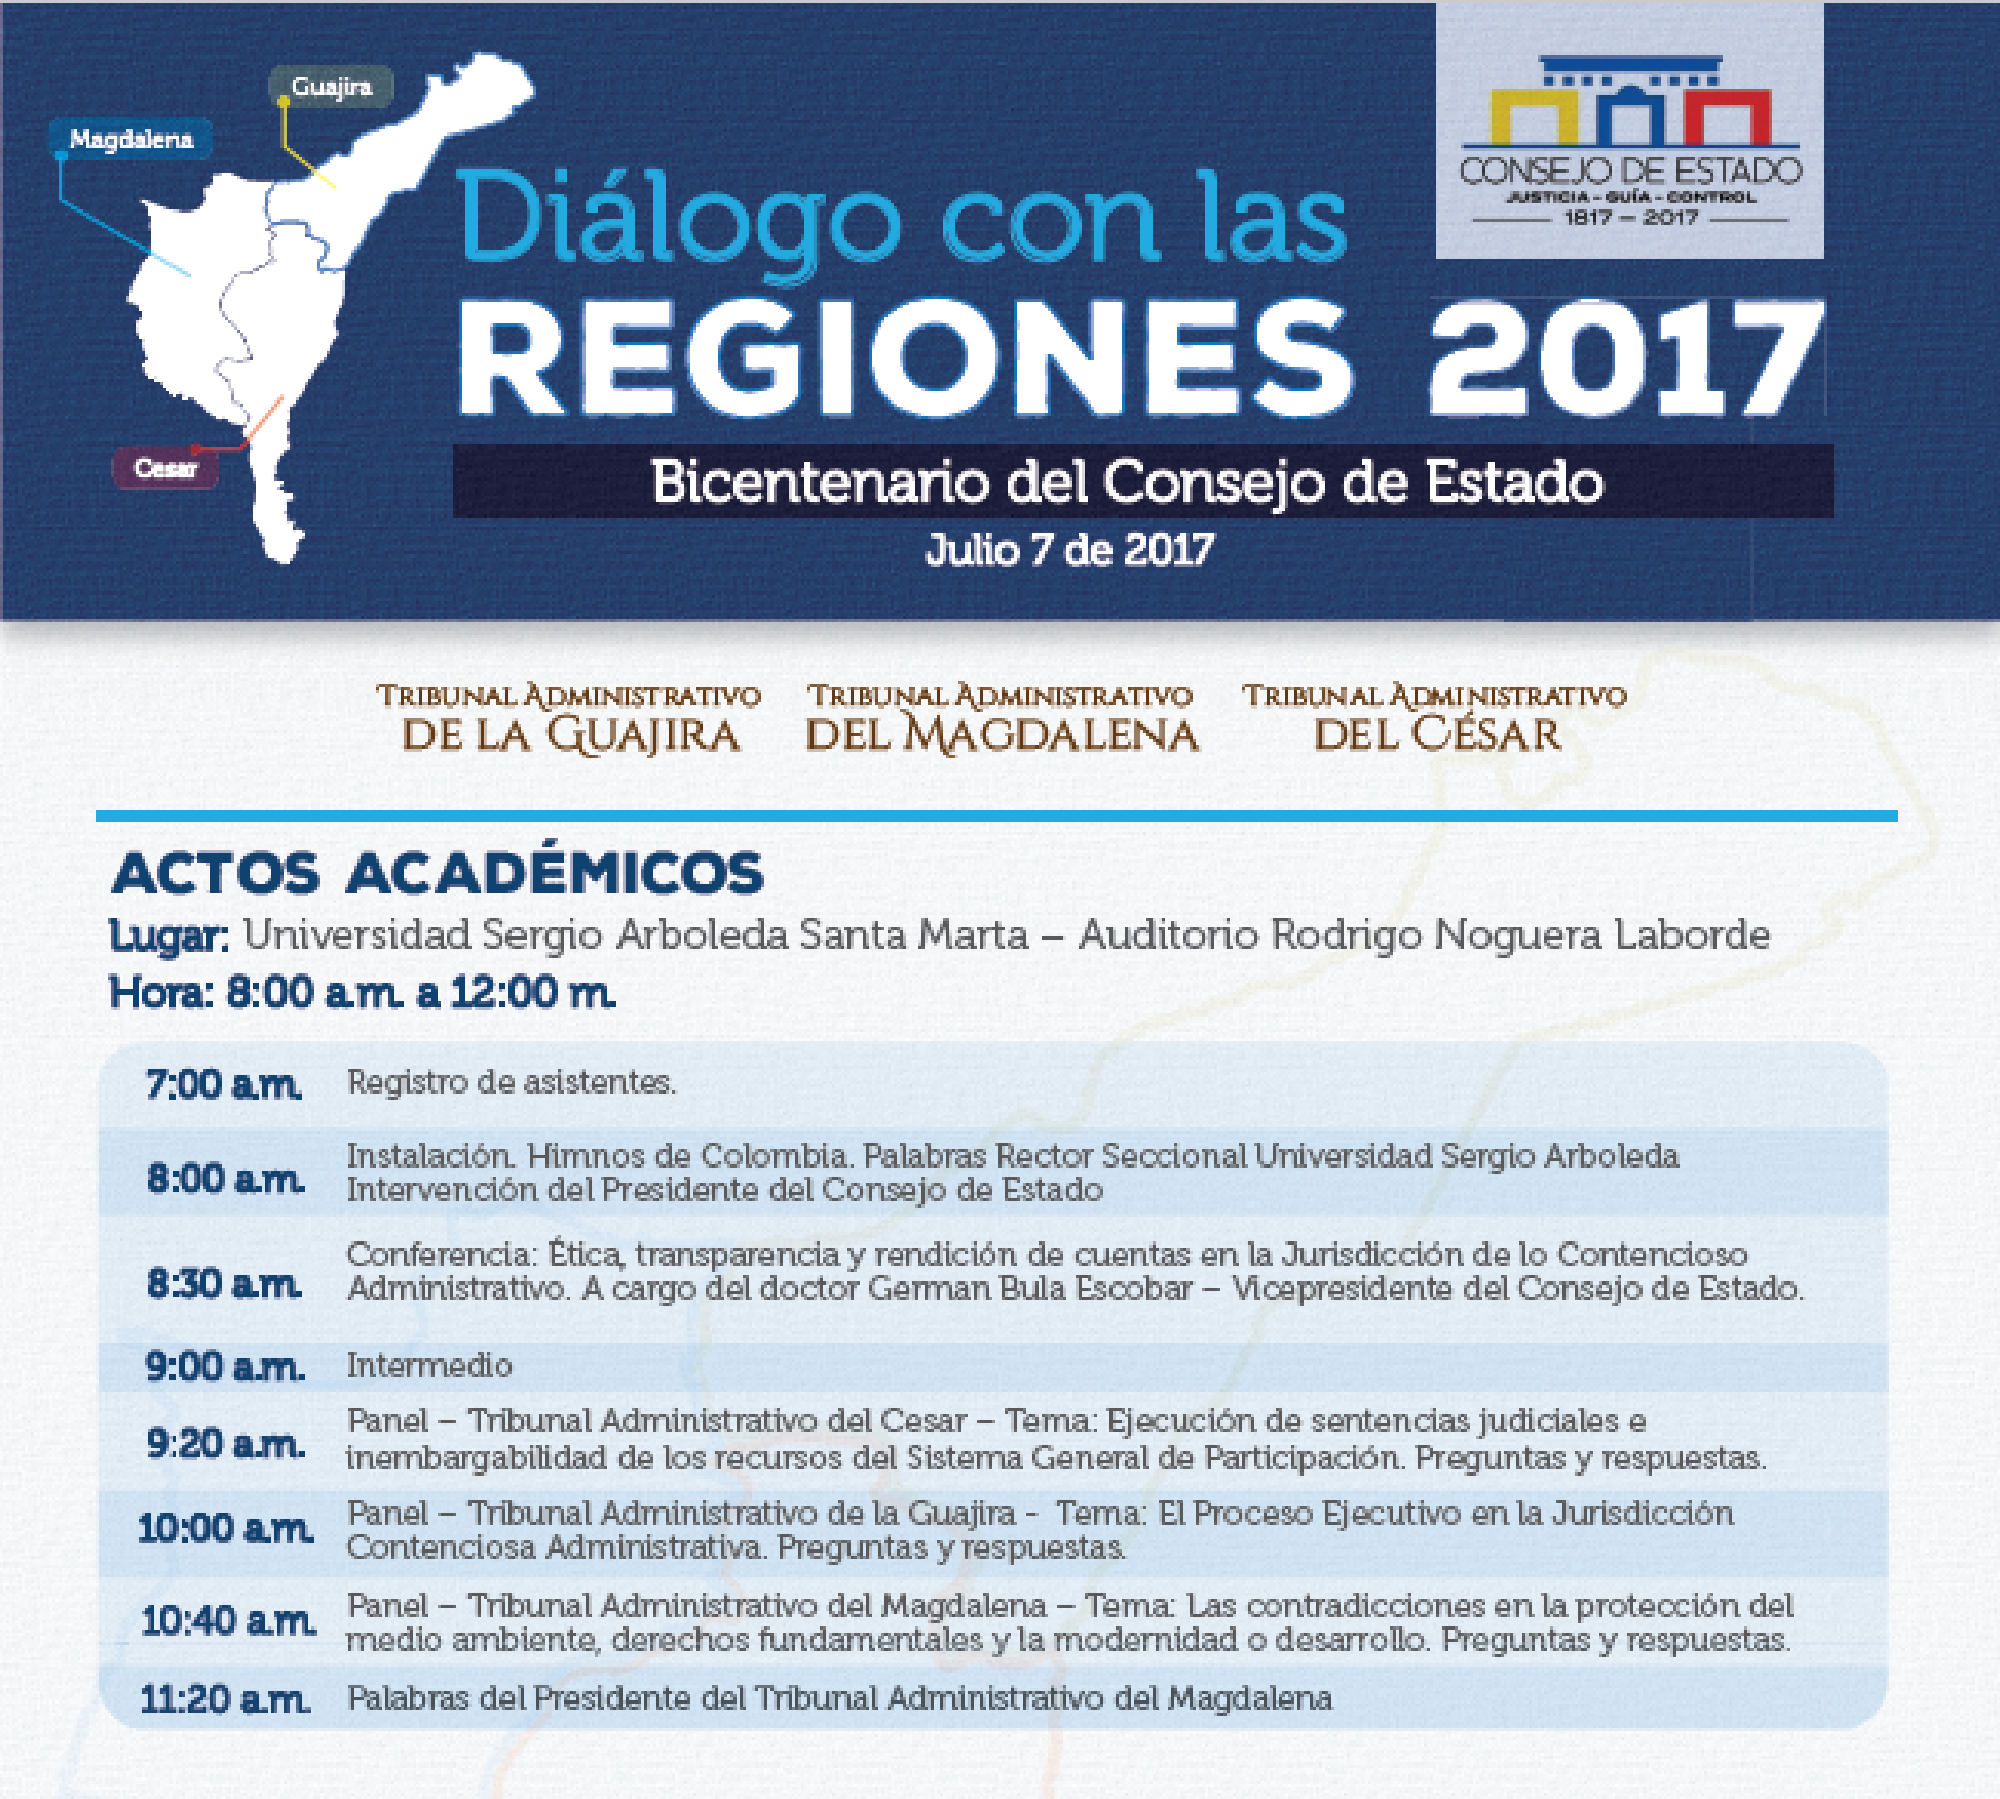 Guajira
Magdalena
Cesar
CONSEJO DE ESTADO
JUSTICIA - GUÍA - CONTROL
1817 – 2017
Diálogo con las
REGIONES 2017
Bicentenario del Consejo de Estado
Julio 7 de 2017
TRIBUNAL ADMINISTRATIVO
DE LA GUAJIRA
TRIBUNAL ADMINISTRATIVO
DEL MAGDALENA
TRIBUNAL ADMINISTRATIVO
DEL CÉSAR
ACTOS ACADÉMICOS
Lugar: Universidad Sergio Arboleda Santa Marta – Auditorio Rodrigo Noguera Laborde
Hora: 8:00 a.m. a 12:00 m.
7:00 a.m. Registro de asistentes.
8:00 a.m. Instalación. Himnos de Colombia. Palabras Rector Seccional Universidad Sergio Arboleda
Intervención del Presidente del Consejo de Estado
8:30 a.m. Conferencia: Ética, transparencia y rendición de cuentas en la Jurisdicción de lo Contencioso
Administrativo. A cargo del doctor German Bula Escobar – Vicepresidente del Consejo de Estado.
9:00 a.m. Intermedio
9:20 a.m. Panel – Tribunal Administrativo del Cesar – Tema: Ejecución de sentencias judiciales e
inembargabilidad de los recursos del Sistema General de Participación. Preguntas y respuestas.
10:00 a.m. Panel – Tribunal Administrativo de la Guajira - Tema: El Proceso Ejecutivo en la Jurisdicción
Contenciosa Administrativa. Preguntas y respuestas.
10:40 a.m. Panel – Tribunal Administrativo del Magdalena – Tema: Las contradicciones en la protección del
medio ambiente, derechos fundamentales y la modernidad o desarrollo. Preguntas y respuestas.
11:20 a.m. Palabras del Presidente del Tribunal Administrativo del Magdalena